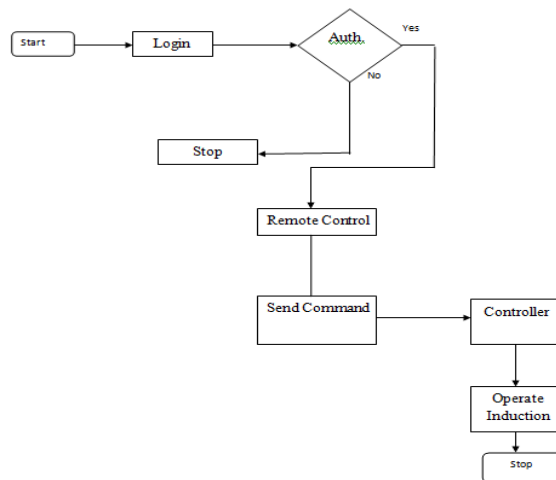 Start
Login
Auth.
Yes
No
Stop
Remote Control
Send Command
Controller
Operate
Induction
Stop